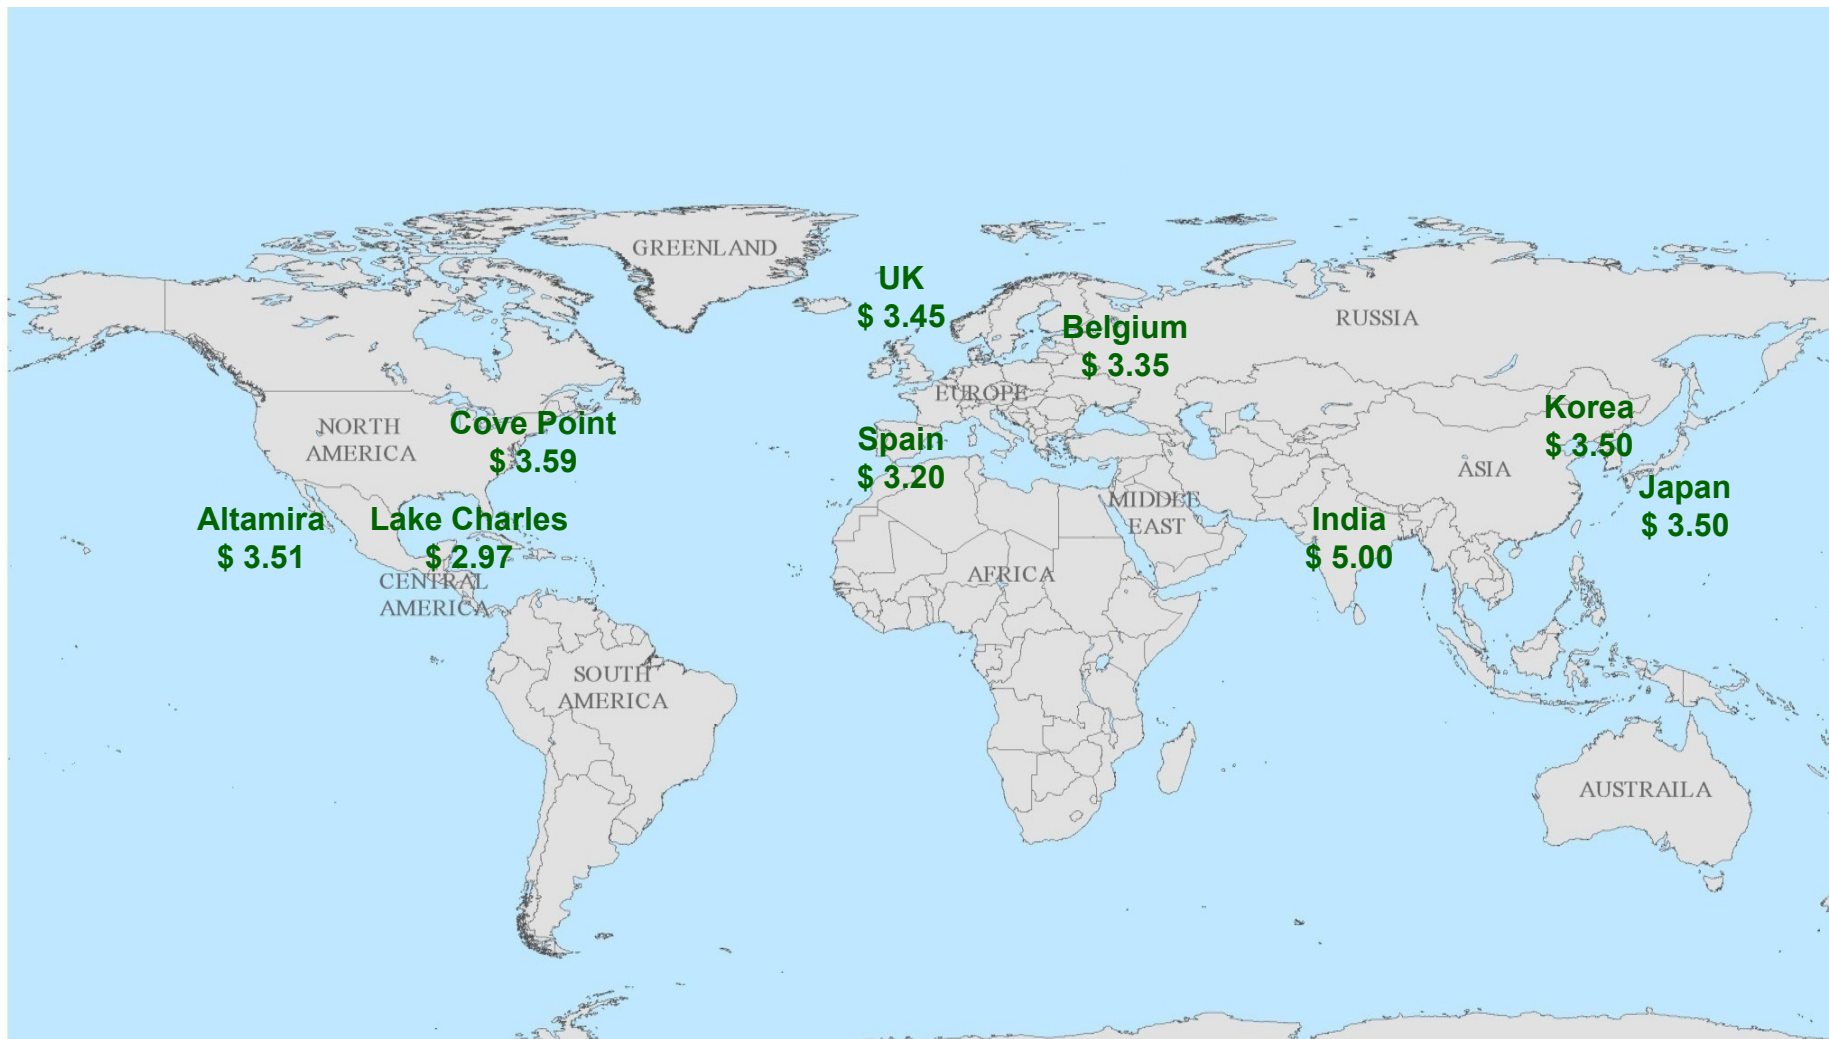 GREENLAND
UK
$ 3.45
Belgium
$ 3.35
RUSSIA
EUROPE
Cove Point
$ 3.59
NORTH
AMERICA
Spain
$ 3.20
Korea
$ 3.50
ASIA
Japan
$ 3.50
MIDDLE
EAST
Altamira
$ 3.51
Lake Charles
$ 2.97
India
$ 5.00
CENTRAL
AMERICA
AFRICA
SOUTH
AMERICA
AUSTRAILA